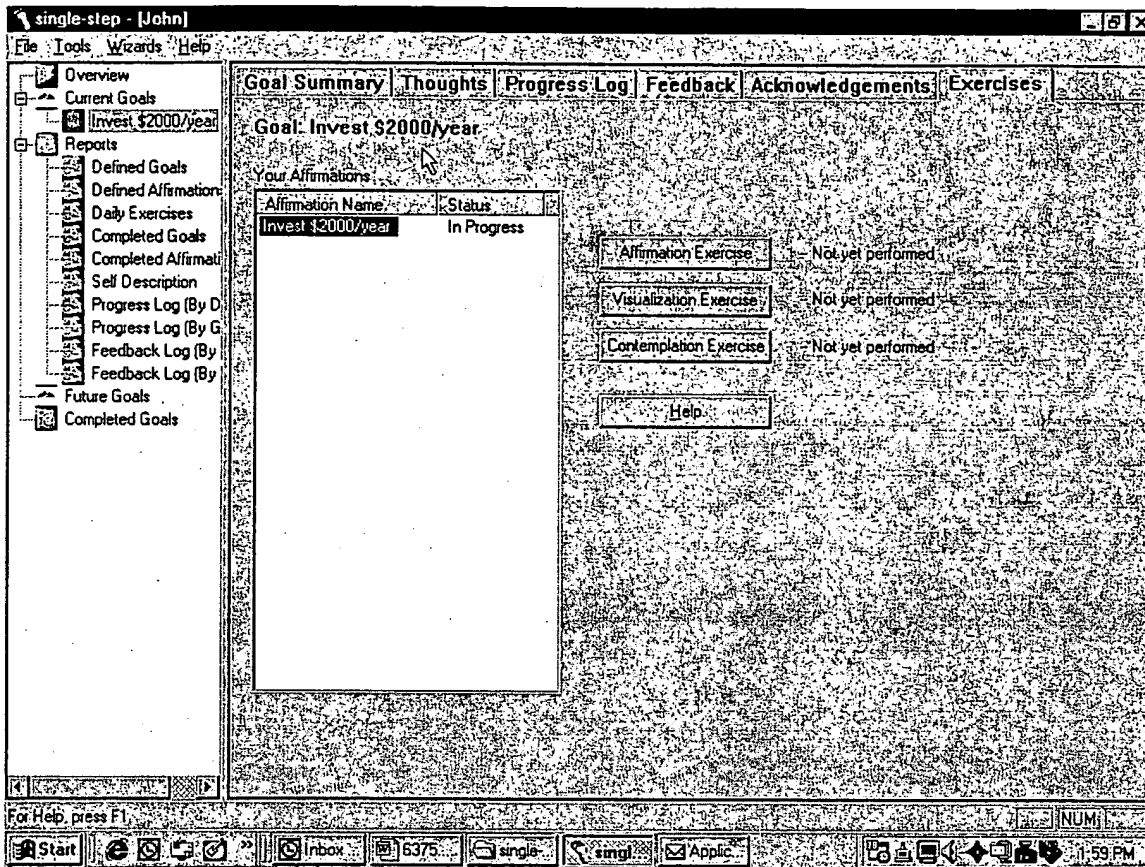 single-step - [John]
File Tools Wizards Help
Overview
Current Goals
Invest $2000/year
Reports
Defined Goals
Defined Affirmation
Daily Exercises
Completed Goals
Completed Affirmati
Self Description
Progress Log (By D
Progress Log (By G
Feedback Log (By
Feedback Log (By
Future Goals
Completed Goals
Goal Summary Thoughts Progress Log Feedback Acknowledgements Exercises
Goal: Invest $2000/year
Your Affirmations
Affirmation Name Status
Invest $2000/year In Progress
Affirmation Exercise Not yet performed
Visualization Exercise Not yet performed
Contemplation Exercise Not yet performed
Help
For Help, press F1
NUM
Start » Inbox 6375 single- singl Applic 1:59 PM